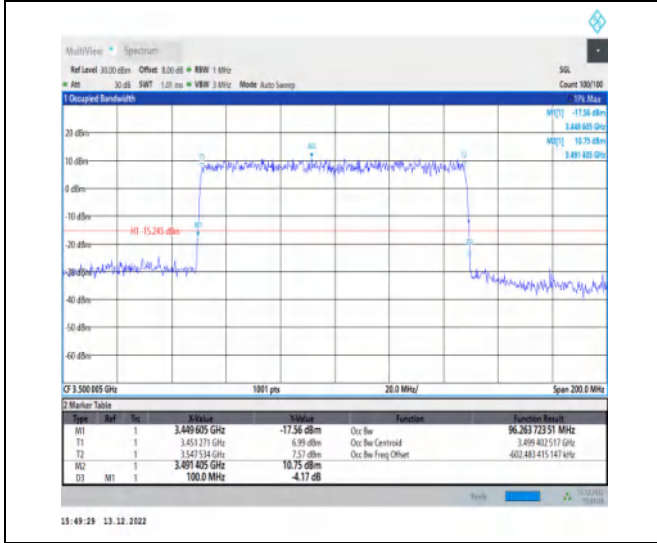 MultiView Spectrum
Ref Level 30.00 dBm Offset 8.00 dB RBW 1 MHz SGL
Att 30 dB SWT 1.01 ms VBW 3 MHz Mode Auto Sweep Count 100/100
1 Occupied Bandwidth 1Pk Max
M1[1] -17.56 dBm
3.449 605 GHz
M2[1] 10.75 dBm
3.491 405 GHz
20 dBm
T1 M2 T2
10 dBm
0 dBm
-10 dBm
M1
H1 -15.245 dBm
-20 dBm
D3
-30 dBm
-40 dBm
-50 dBm
-60 dBm
CF 3.500 005 GHz 1001 pts 20.0 MHz/ Span 200.0 MHz
2 Marker Table
Type Ref Trc X-Value Y-Value Function Function Result
M1 1 3.449 605 GHz -17.56 dBm Occ Bw 96.263 723 51 MHz
T1 1 3.451 271 GHz 6.99 dBm Occ Bw Centroid 3.499 402 517 GHz
T2 1 3.547 534 GHz 7.57 dBm Occ Bw Freq Offset -602.483 415 147 kHz
M2 1 3.491 405 GHz 10.75 dBm
D3 M1 1 100.0 MHz -4.17 dB
Ready
15:49:29 13.12.2022